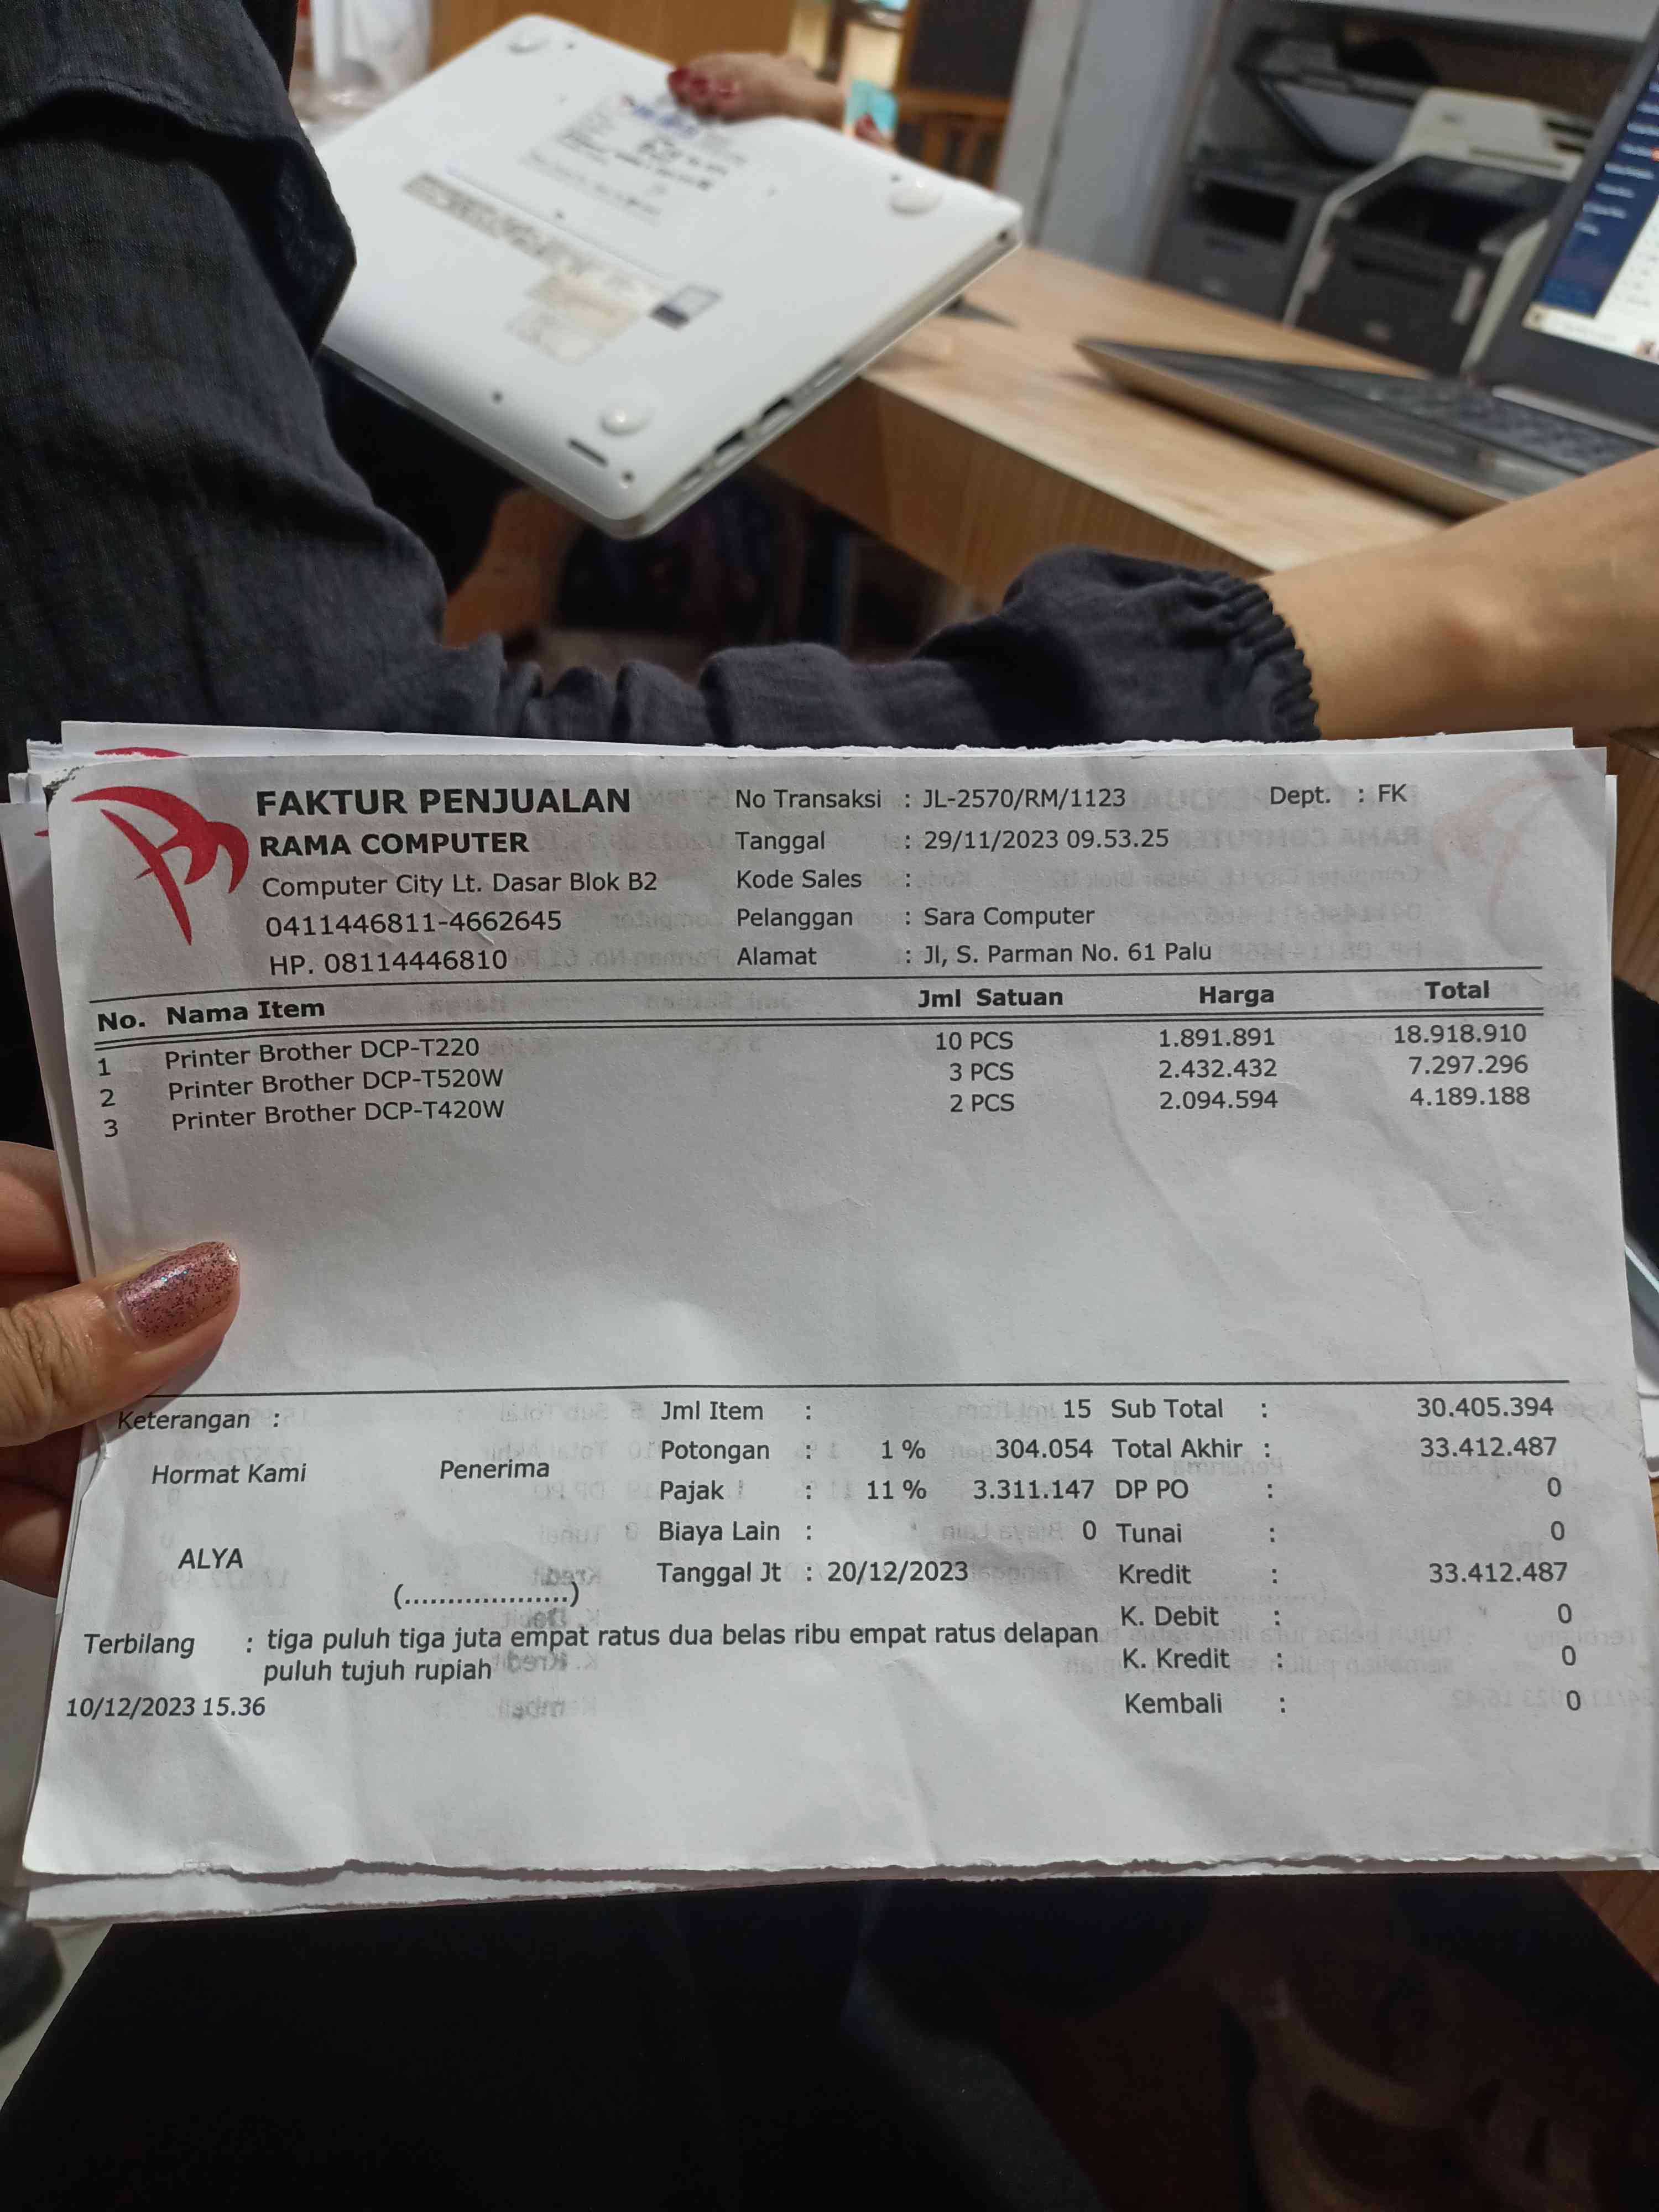 FAKTUR PENJUALAN
RAMA COMPUTER
Computer City Lt. Dasar Blok B2
0411446811-4662645
HP. 08114446810
No Transaksi : JL-2570/RM/1123 Dept. : FK
Tanggal : 29/11/2023 09.53.25
Kode Sales :
Pelanggan : Sara Computer
Alamat : Jl, S. Parman No. 61 Palu
No. Nama Item Jml Satuan Harga Total
1 Printer Brother DCP-T220 10 PCS 1.891.891 18.918.910
2 Printer Brother DCP-T520W 3 PCS 2.432.432 7.297.296
3 Printer Brother DCP-T420W 2 PCS 2.094.594 4.189.188
Keterangan :
Hormat Kami Penerima
ALYA
(....................)
Jml Item : 15 Sub Total : 30.405.394
Potongan : 1 % 304.054 Total Akhir : 33.412.487
Pajak : 11 % 3.311.147 DP PO : 0
Biaya Lain : 0 Tunai : 0
Tanggal Jt : 20/12/2023 Kredit : 33.412.487
K. Debit : 0
K. Kredit : 0
Kembali : 0
Terbilang : tiga puluh tiga juta empat ratus dua belas ribu empat ratus delapan
puluh tujuh rupiah
10/12/2023 15.36